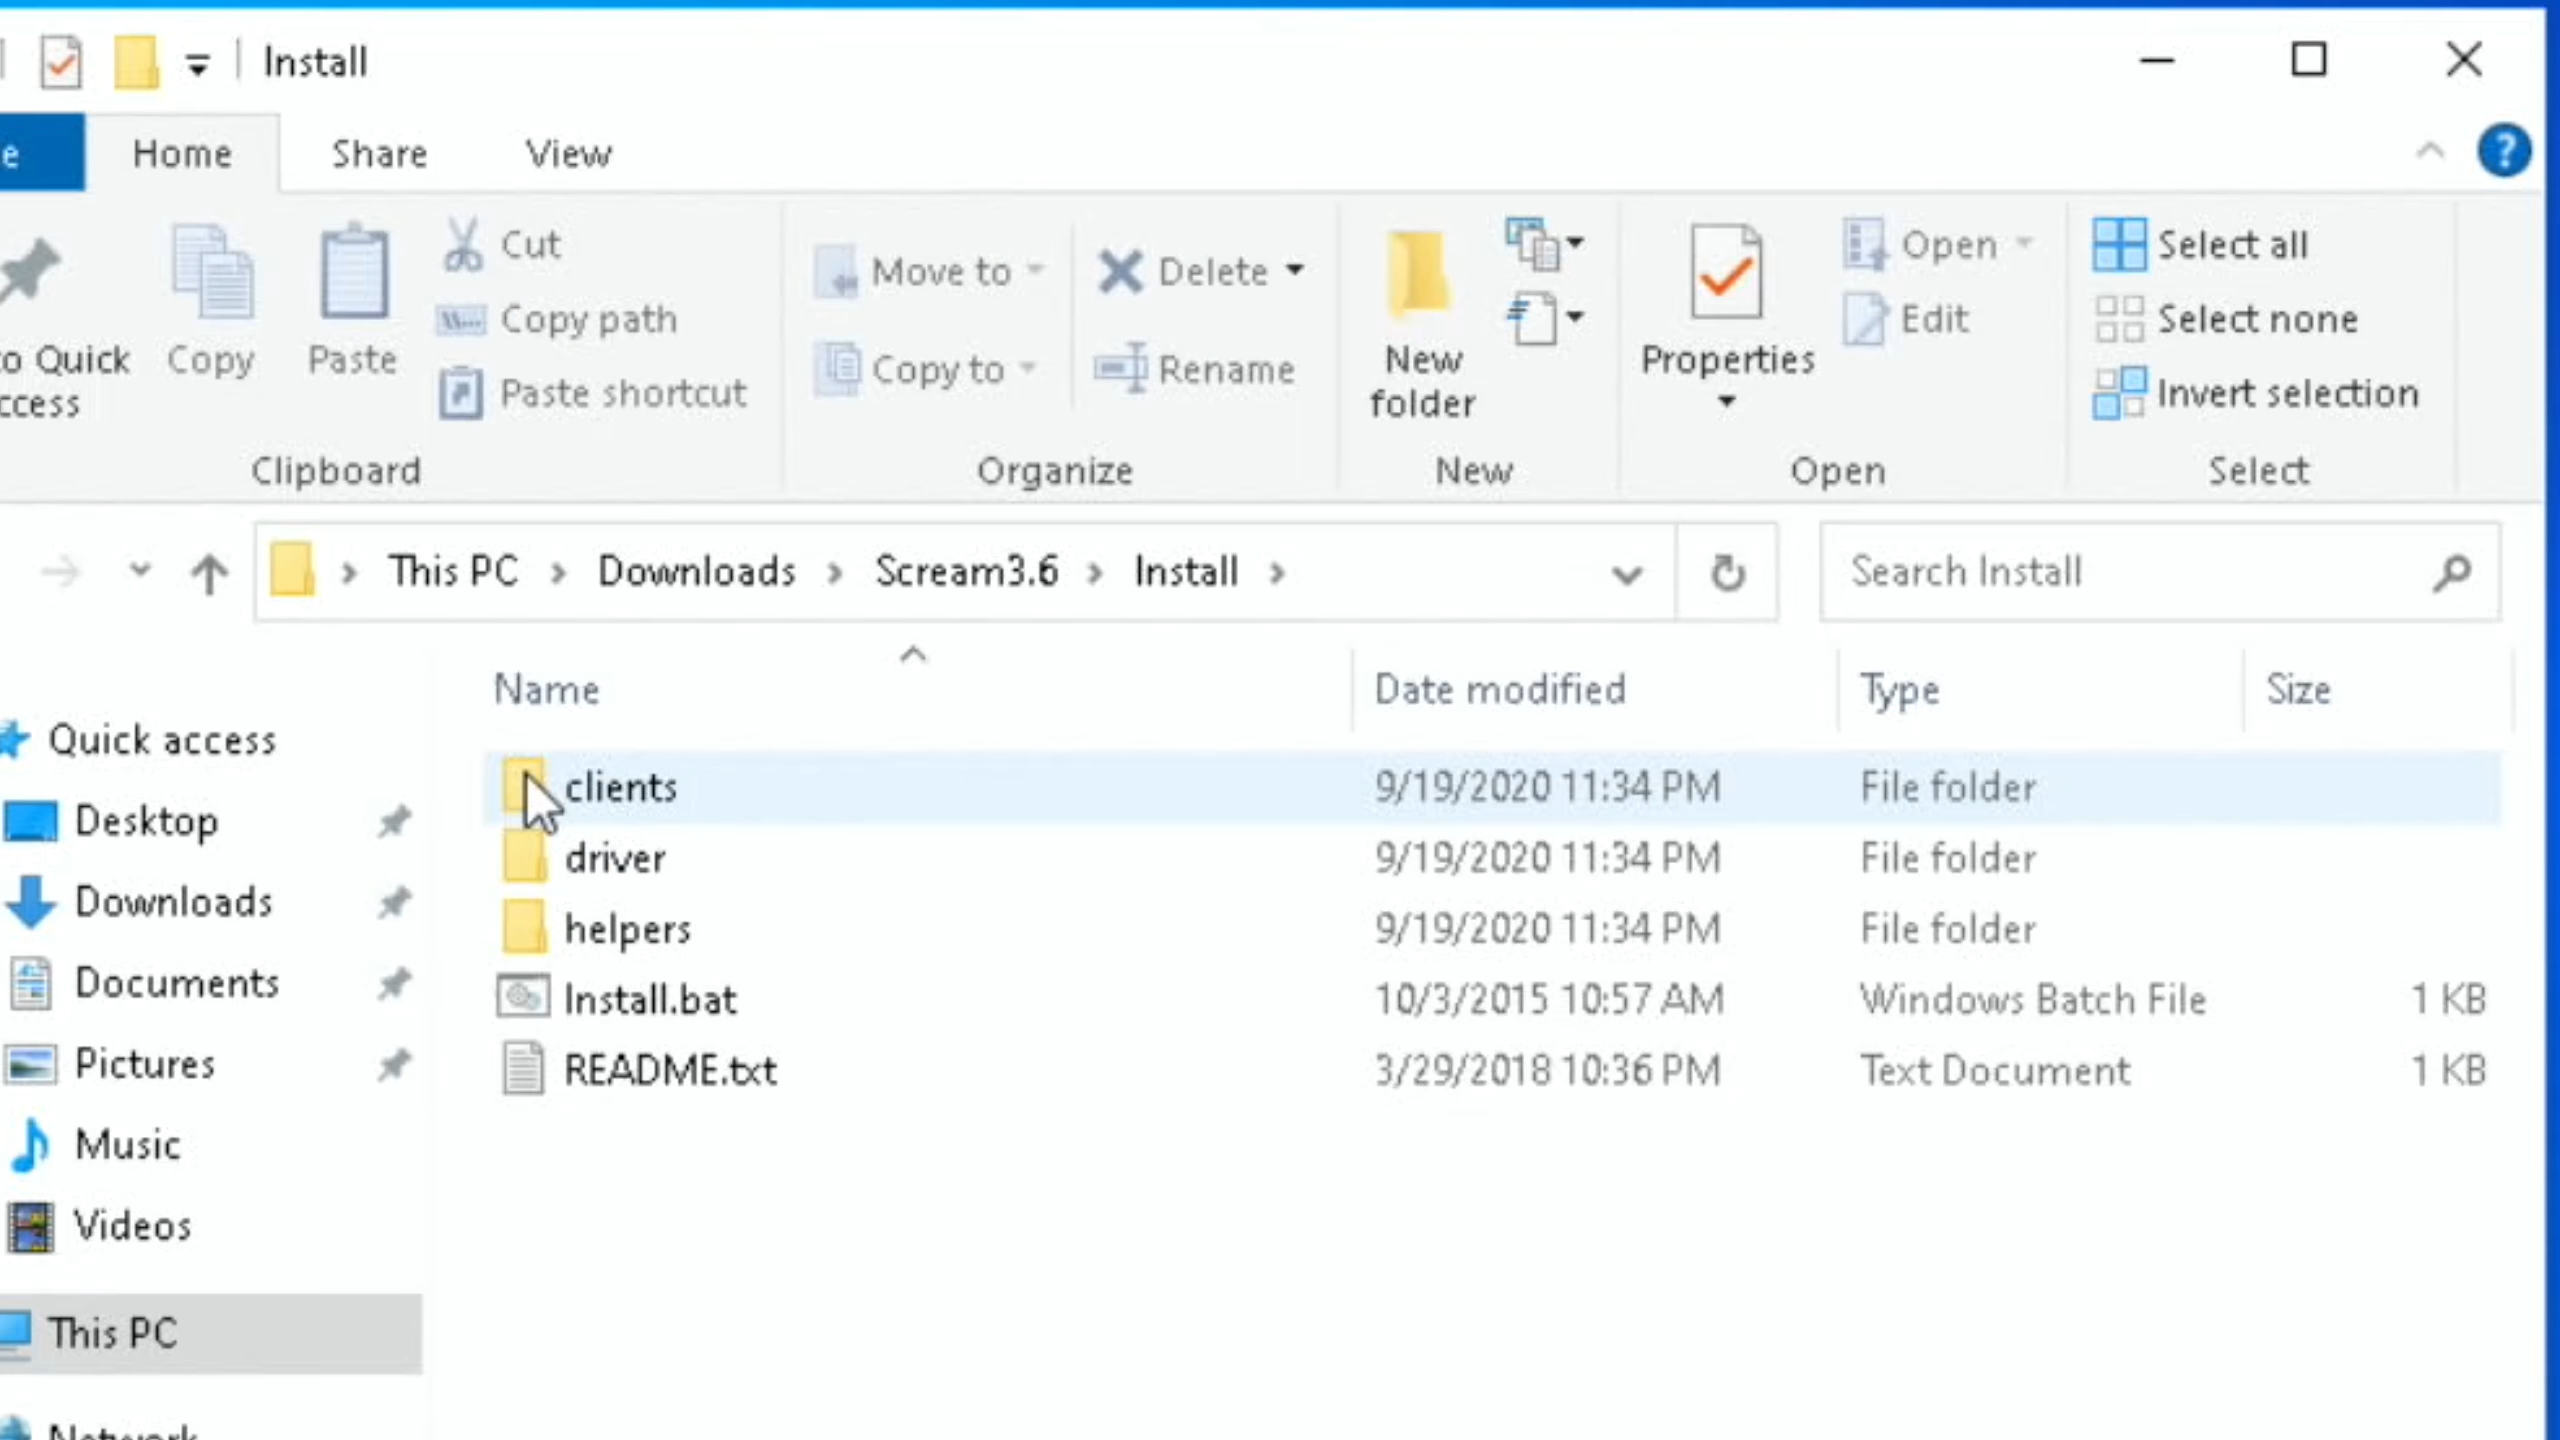 Install
e
Home Share View
to Quick
ccess
Copy
Paste
Cut
Copy path
Paste shortcut
Clipboard
Move to
Copy to
Delete
Rename
Organize
New
folder
New
Properties
Open
Edit
Open
Select all
Select none
Invert selection
Select
This PC > Downloads > Scream3.6 > Install >
Search Install
Quick access
Desktop
Downloads
Documents
Pictures
Music
Videos
This PC
Network
Name Date modified Type Size
clients 9/19/2020 11:34 PM File folder
driver 9/19/2020 11:34 PM File folder
helpers 9/19/2020 11:34 PM File folder
Install.bat 10/3/2015 10:57 AM Windows Batch File 1 KB
README.txt 3/29/2018 10:36 PM Text Document 1 KB